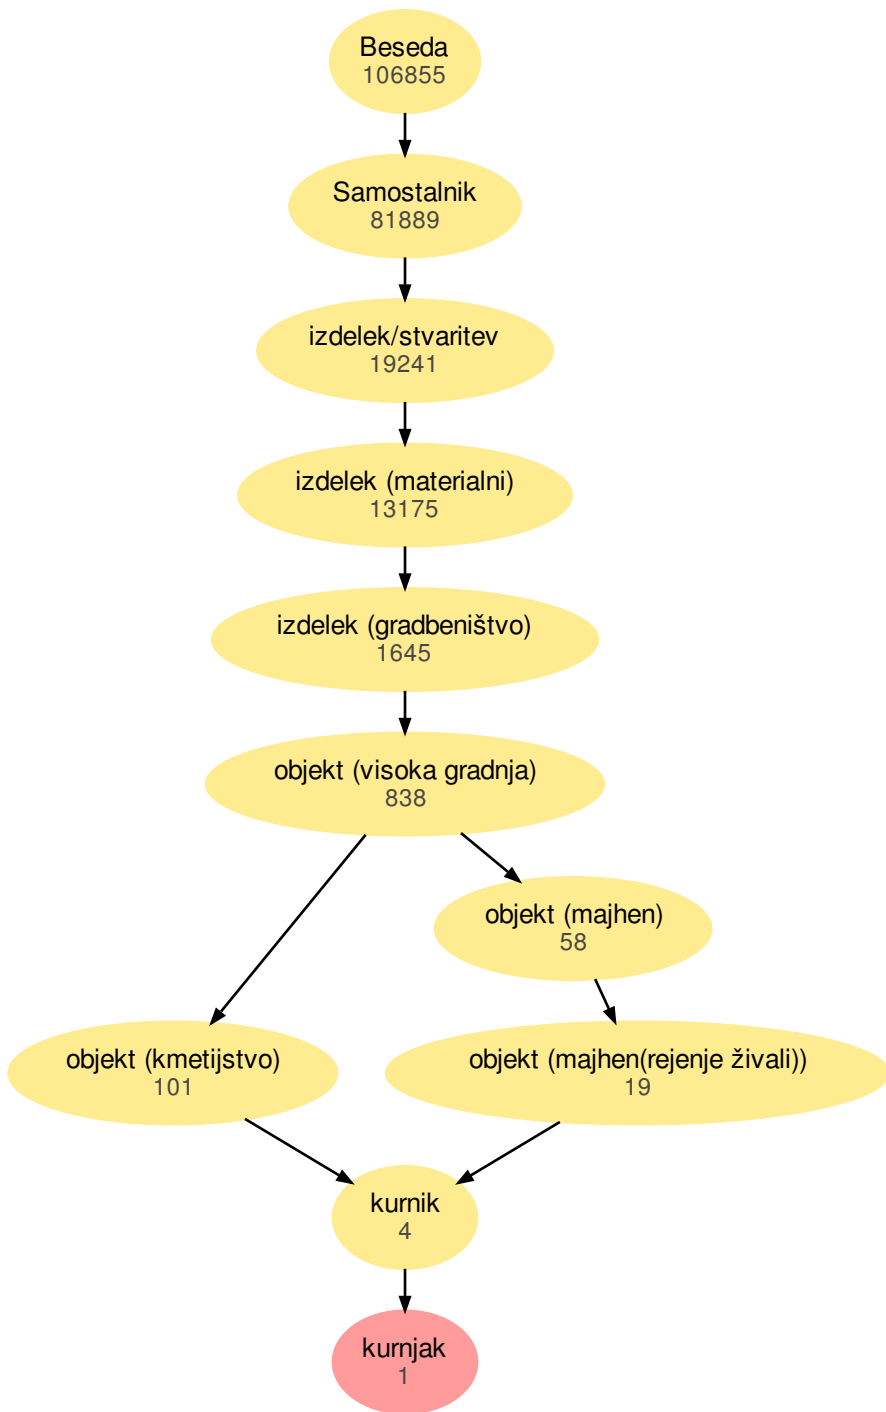 Beseda
106855
Samostalnik
81889
izdelek/stvaritev
19241
izdelek (materialni)
13175
izdelek (gradbeništvo)
1645
objekt (visoka gradnja)
838
objekt (majhen)
58
objekt (kmetijstvo)
101
objekt (majhen(rejenje živali))
19
kurnik
4
kurnjak
1